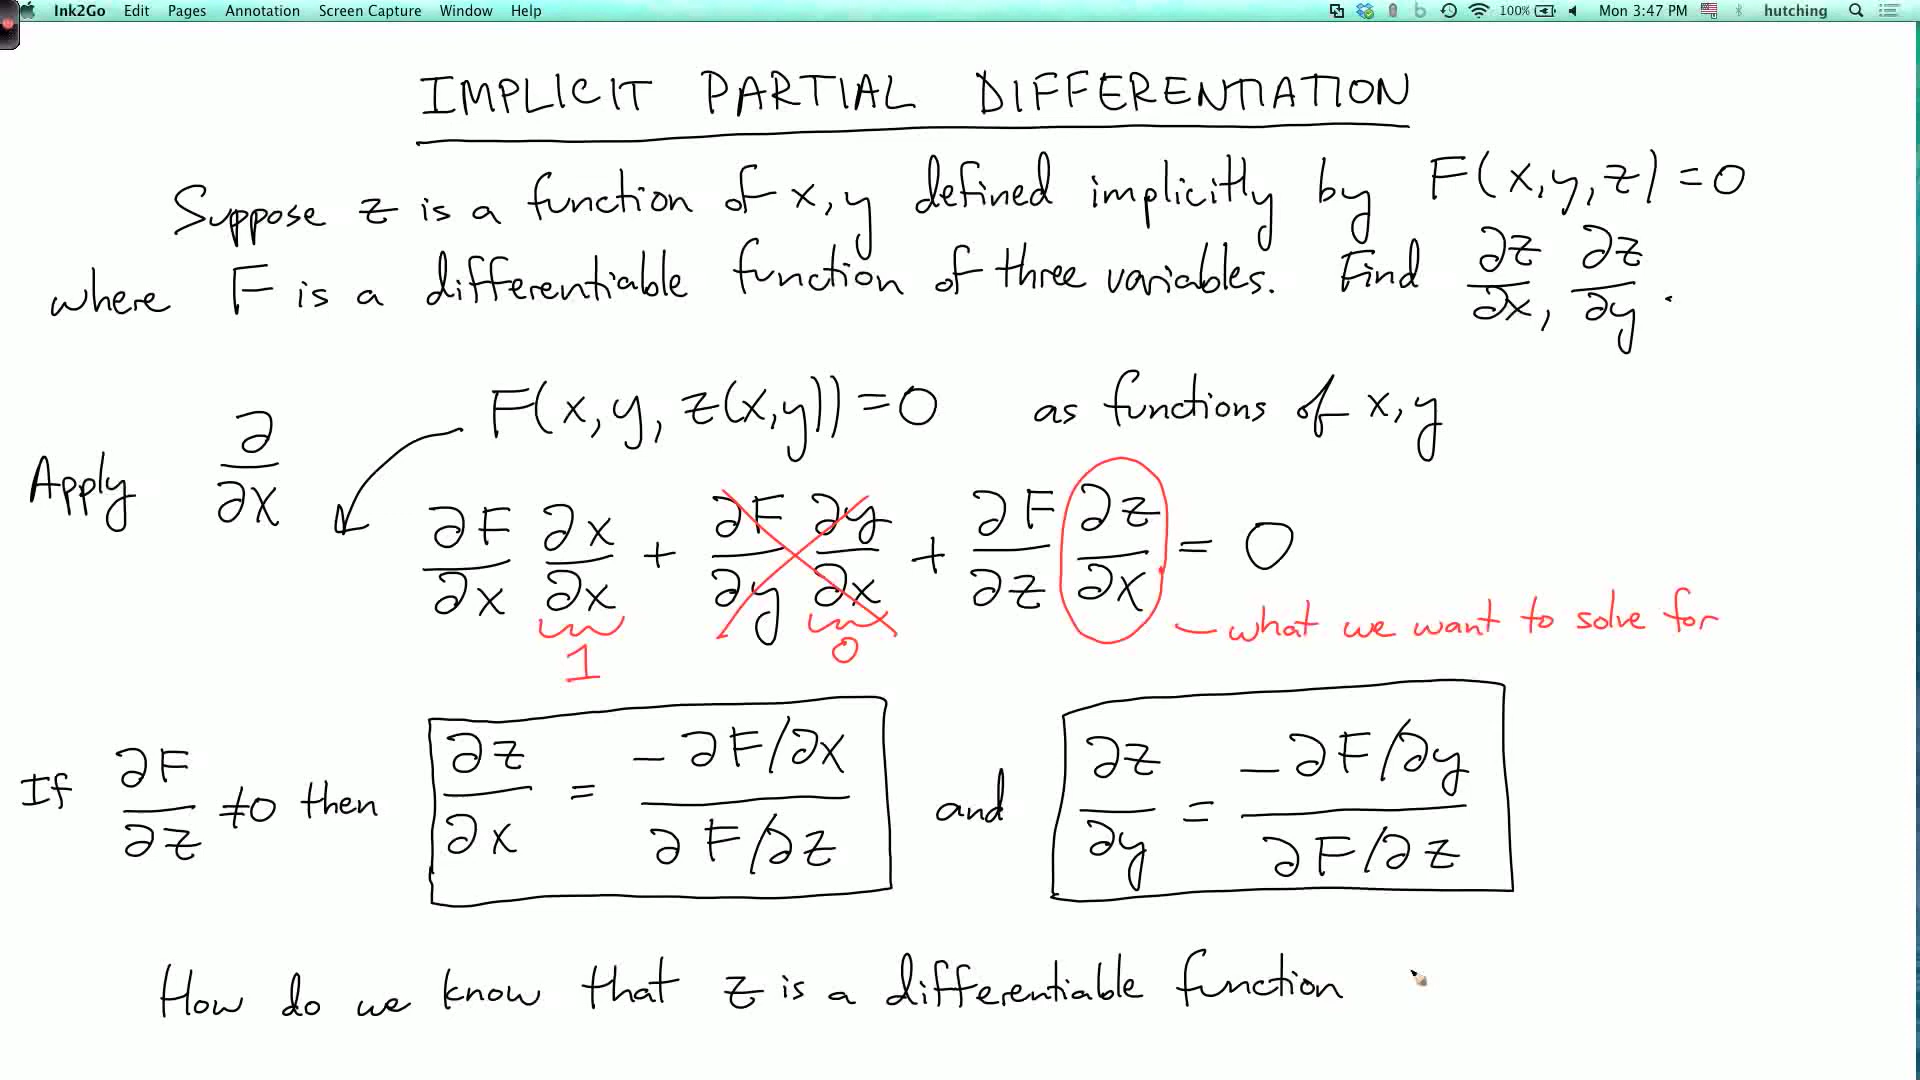 Ink2Go Edit Pages Annotation Screen Capture Window Help 100% Mon 3:47 PM hutching
IMPLICIT PARTIAL DIFFERENTIATION
Suppose z is a function of x, y defined implicitly by F(x, y, z) = 0
where F is a differentiable function of three variables. Find ∂z/∂x, ∂z/∂y.
F(x, y, z(x,y)) = 0 as functions of x, y
Apply ∂/∂x
∂F/∂x ∂x/∂x + ∂F/∂y ∂y/∂x + ∂F/∂z ∂z/∂x = 0
1 0 what we want to solve for
If ∂F/∂z ≠ 0 then ∂z/∂x = -∂F/∂x / ∂F/∂z and ∂z/∂y = -∂F/∂y / ∂F/∂z
How do we know that z is a differentiable function